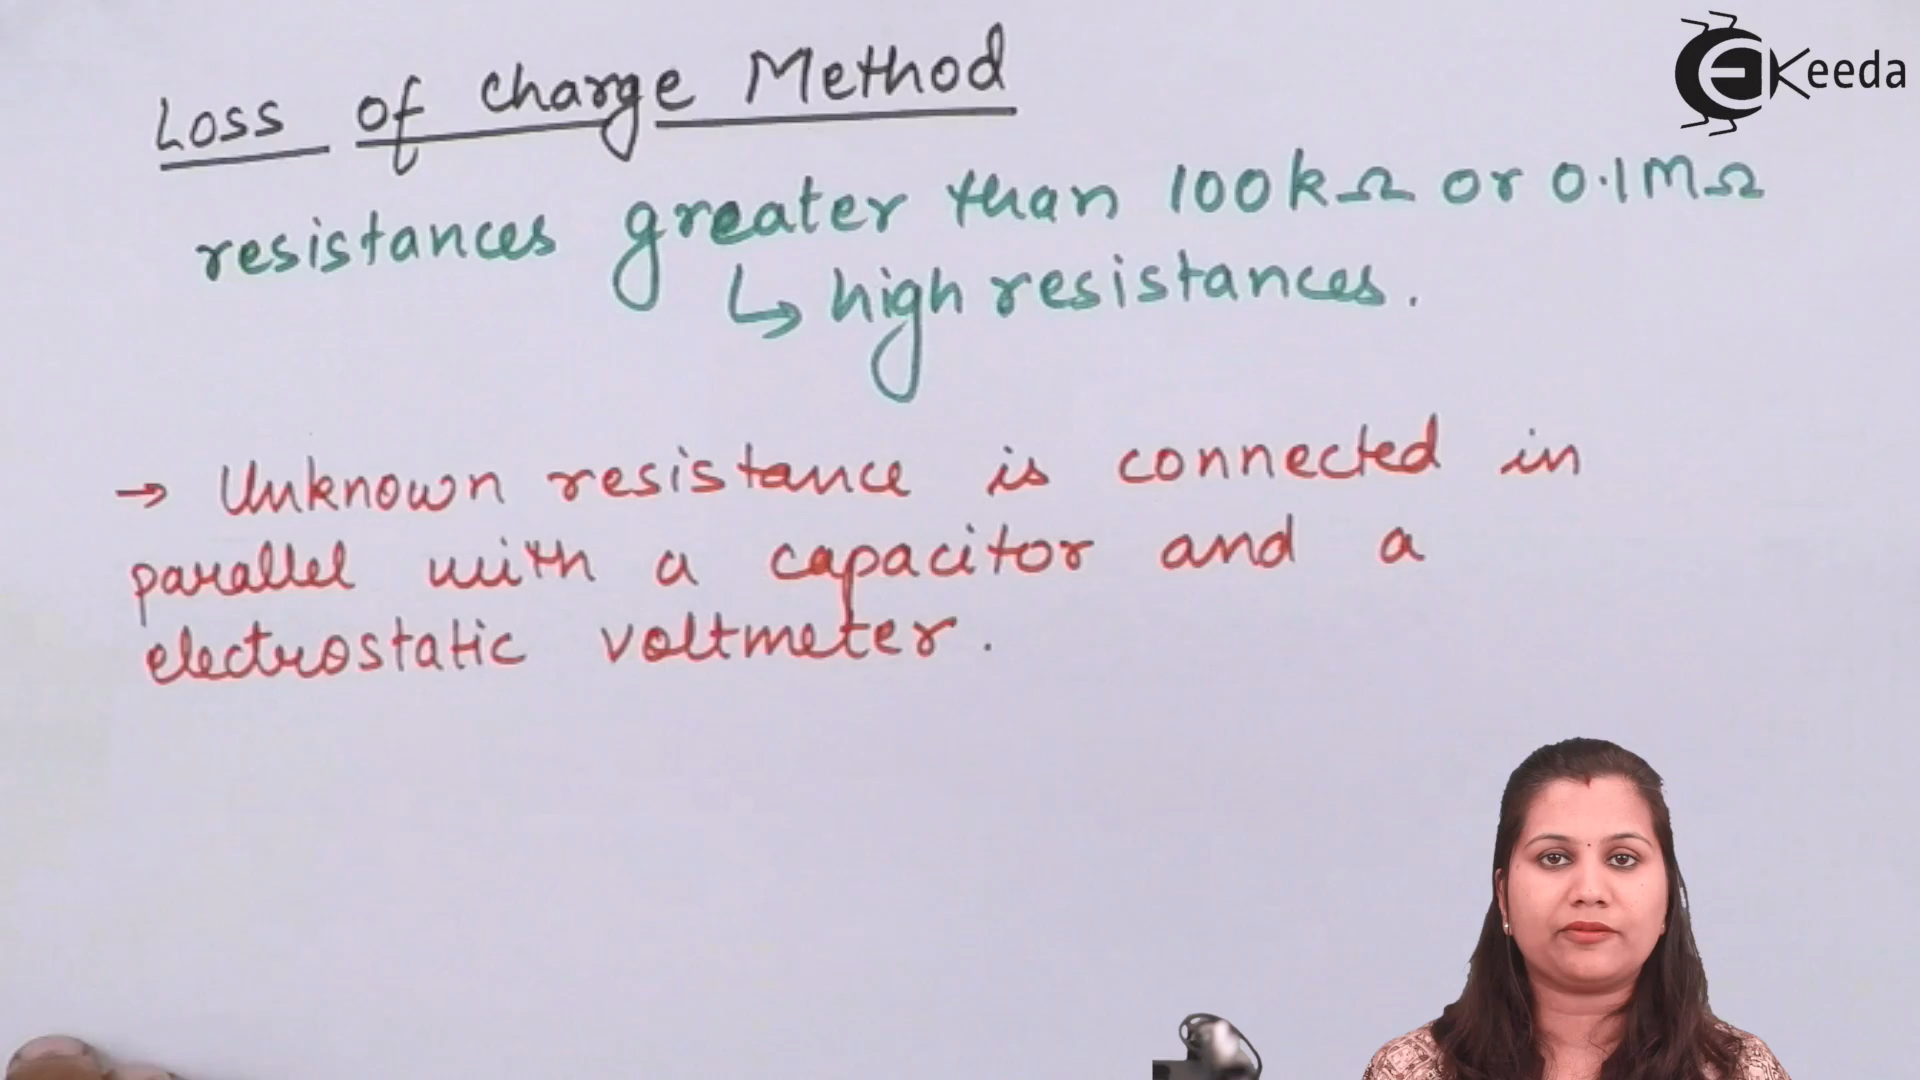 Loss of charge Method
EKeeda
resistances greater than 100kΩ or 0.1MΩ
↳ high resistances.
→ Unknown resistance is connected in
parallel with a capacitor and a
electrostatic voltmeter.